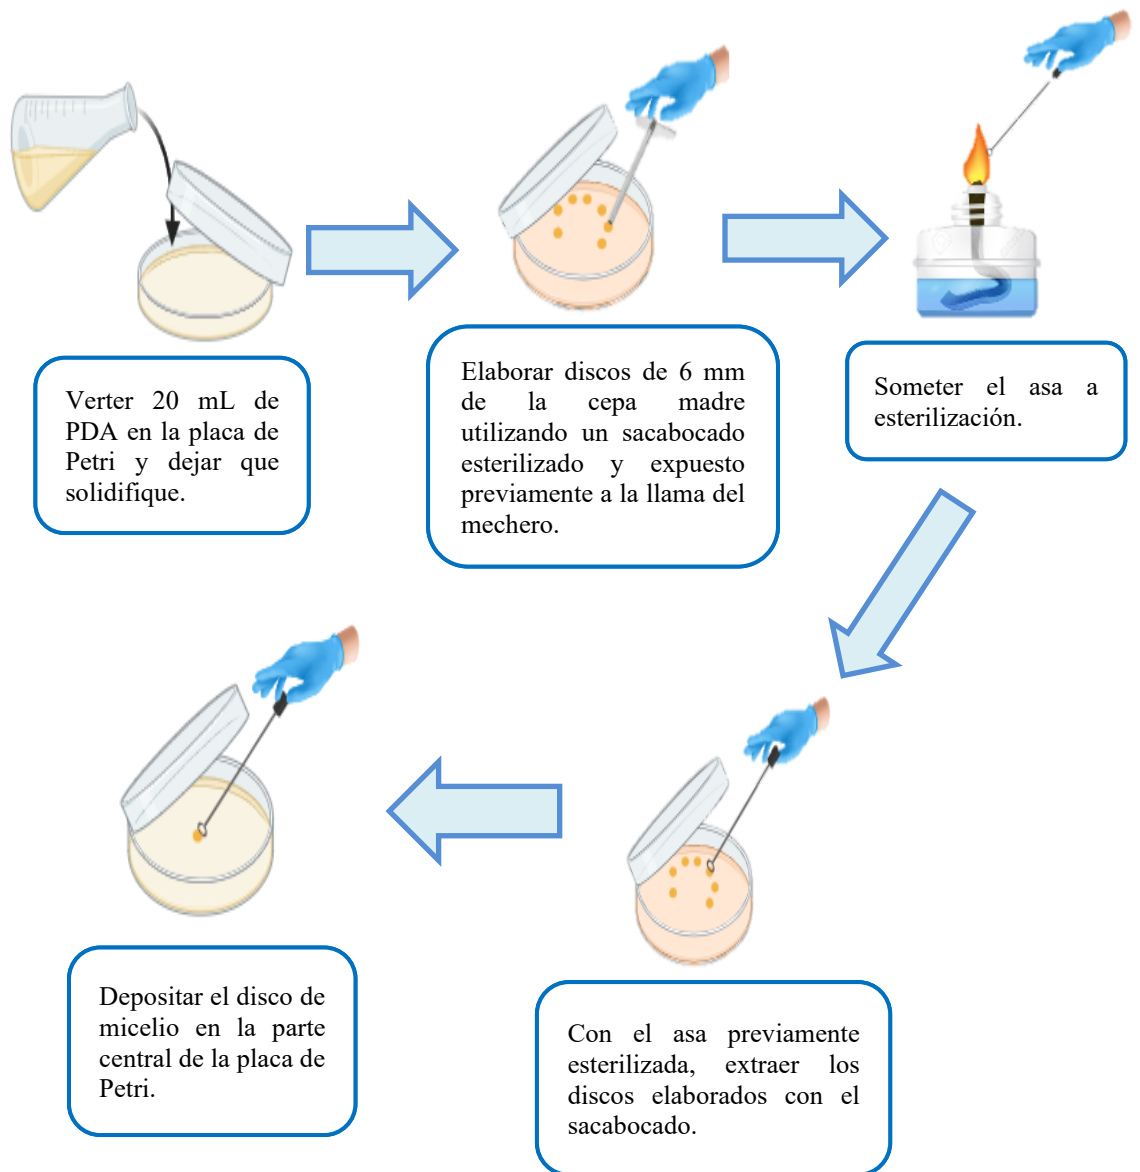 Verter 20 mL de
PDA en la placa de
Petri y dejar que
solidifique.
Elaborar discos de 6 mm
de la cepa madre
utilizando un sacabocado
esterilizado y expuesto
previamente a la llama del
mechero.
Someter el asa a
esterilización.
Con el asa previamente
esterilizada, extraer los
discos elaborados con el
sacabocado.
Depositar el disco de
micelio en la parte
central de la placa de
Petri.